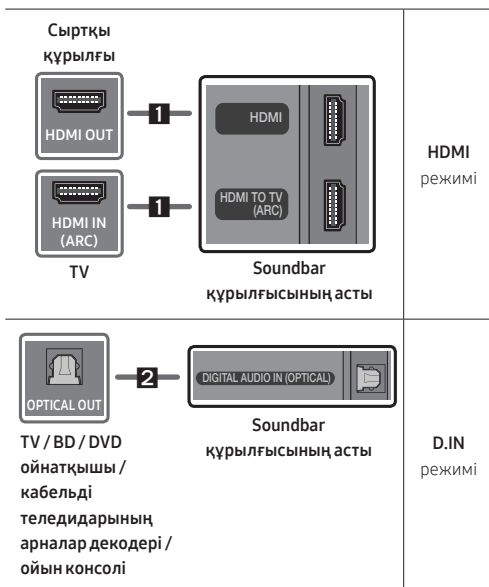 Сыртқы
құрылғы
HDMI OUT
1
HDMI
HDMI IN
(ARC)
1
HDMI TO TV
(ARC)
TV
Soundbar
құрылғысының асты
HDMI
режимі
OPTICAL OUT
2
DIGITAL AUDIO IN (OPTICAL)
TV / BD / DVD
ойнатқышы /
кабельді
теледидарының
арналар декодері /
ойын консолі
Soundbar
құрылғысының асты
D.IN
режимі